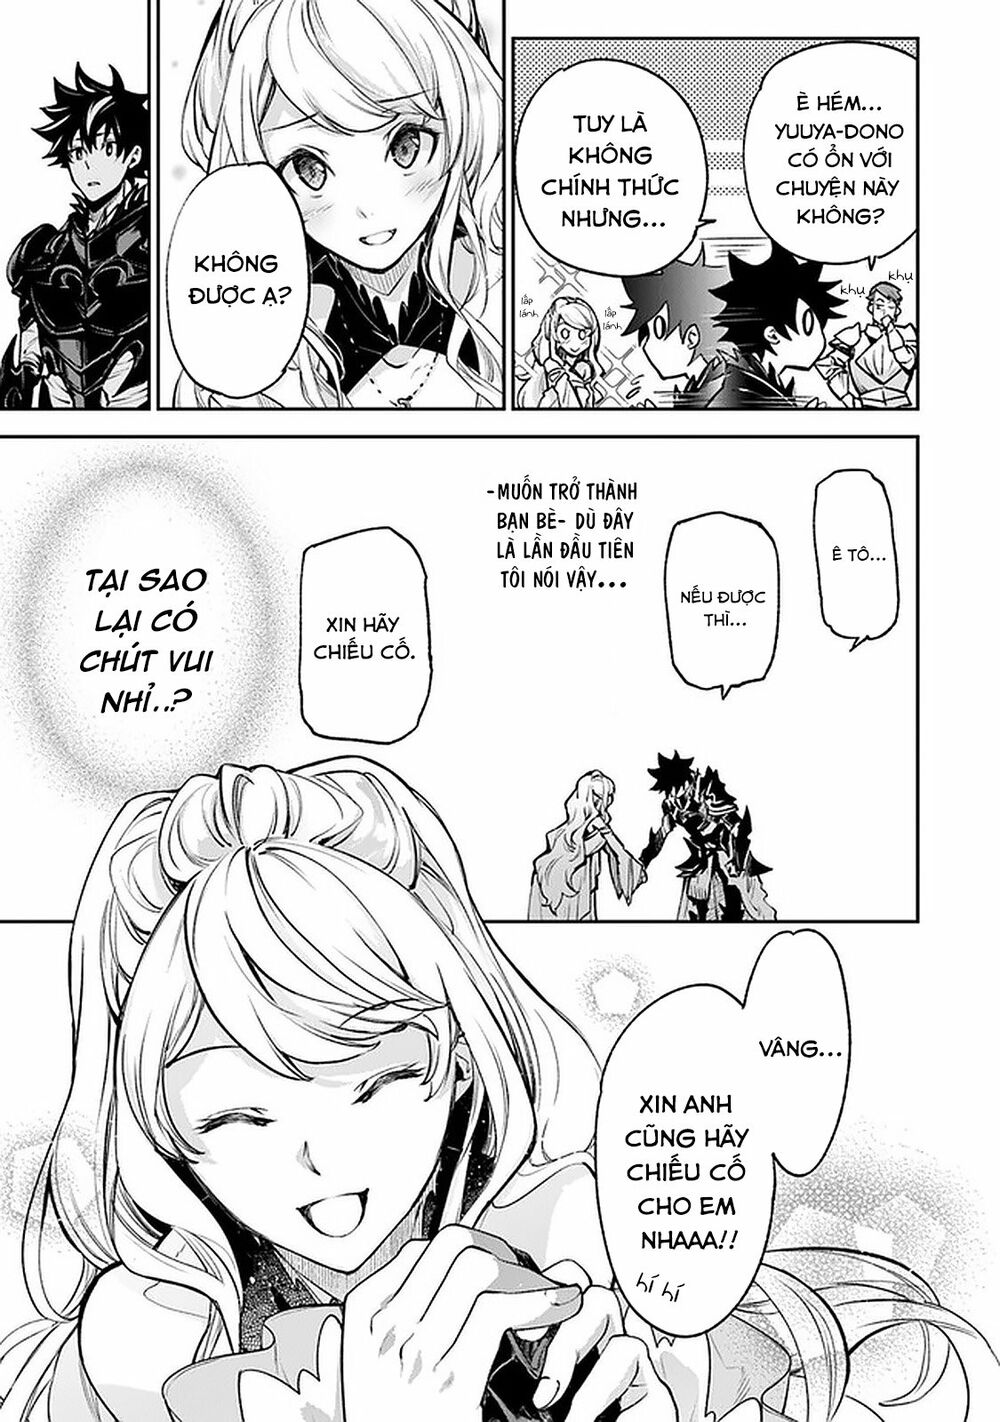 È HÉM...
YUUYA-DONO
CÓ ỔN VỚI
CHUYỆN NÀY
KHÔNG?
khụ
khụ
TUY LÀ
KHÔNG
CHÍNH THỨC
NHƯNG...
lấp
lánh
lấp
lánh
KHÔNG
ĐƯỢC Ạ?
Ê TÔ...
NẾU ĐƯỢC
THÌ...
-MUỐN TRỞ THÀNH
BẠN BÈ- DÙ ĐÂY
LÀ LẦN ĐẦU TIÊN
TÔI NÓI VẬY...
XIN HÃY
CHIẾU CỐ.
TẠI SAO
LẠI CÓ
CHÚT VUI
NHỈ..?
VÂNG...
XIN ANH
CŨNG HÃY
CHIẾU CỐ
CHO EM
NHAAA!!
hí hí